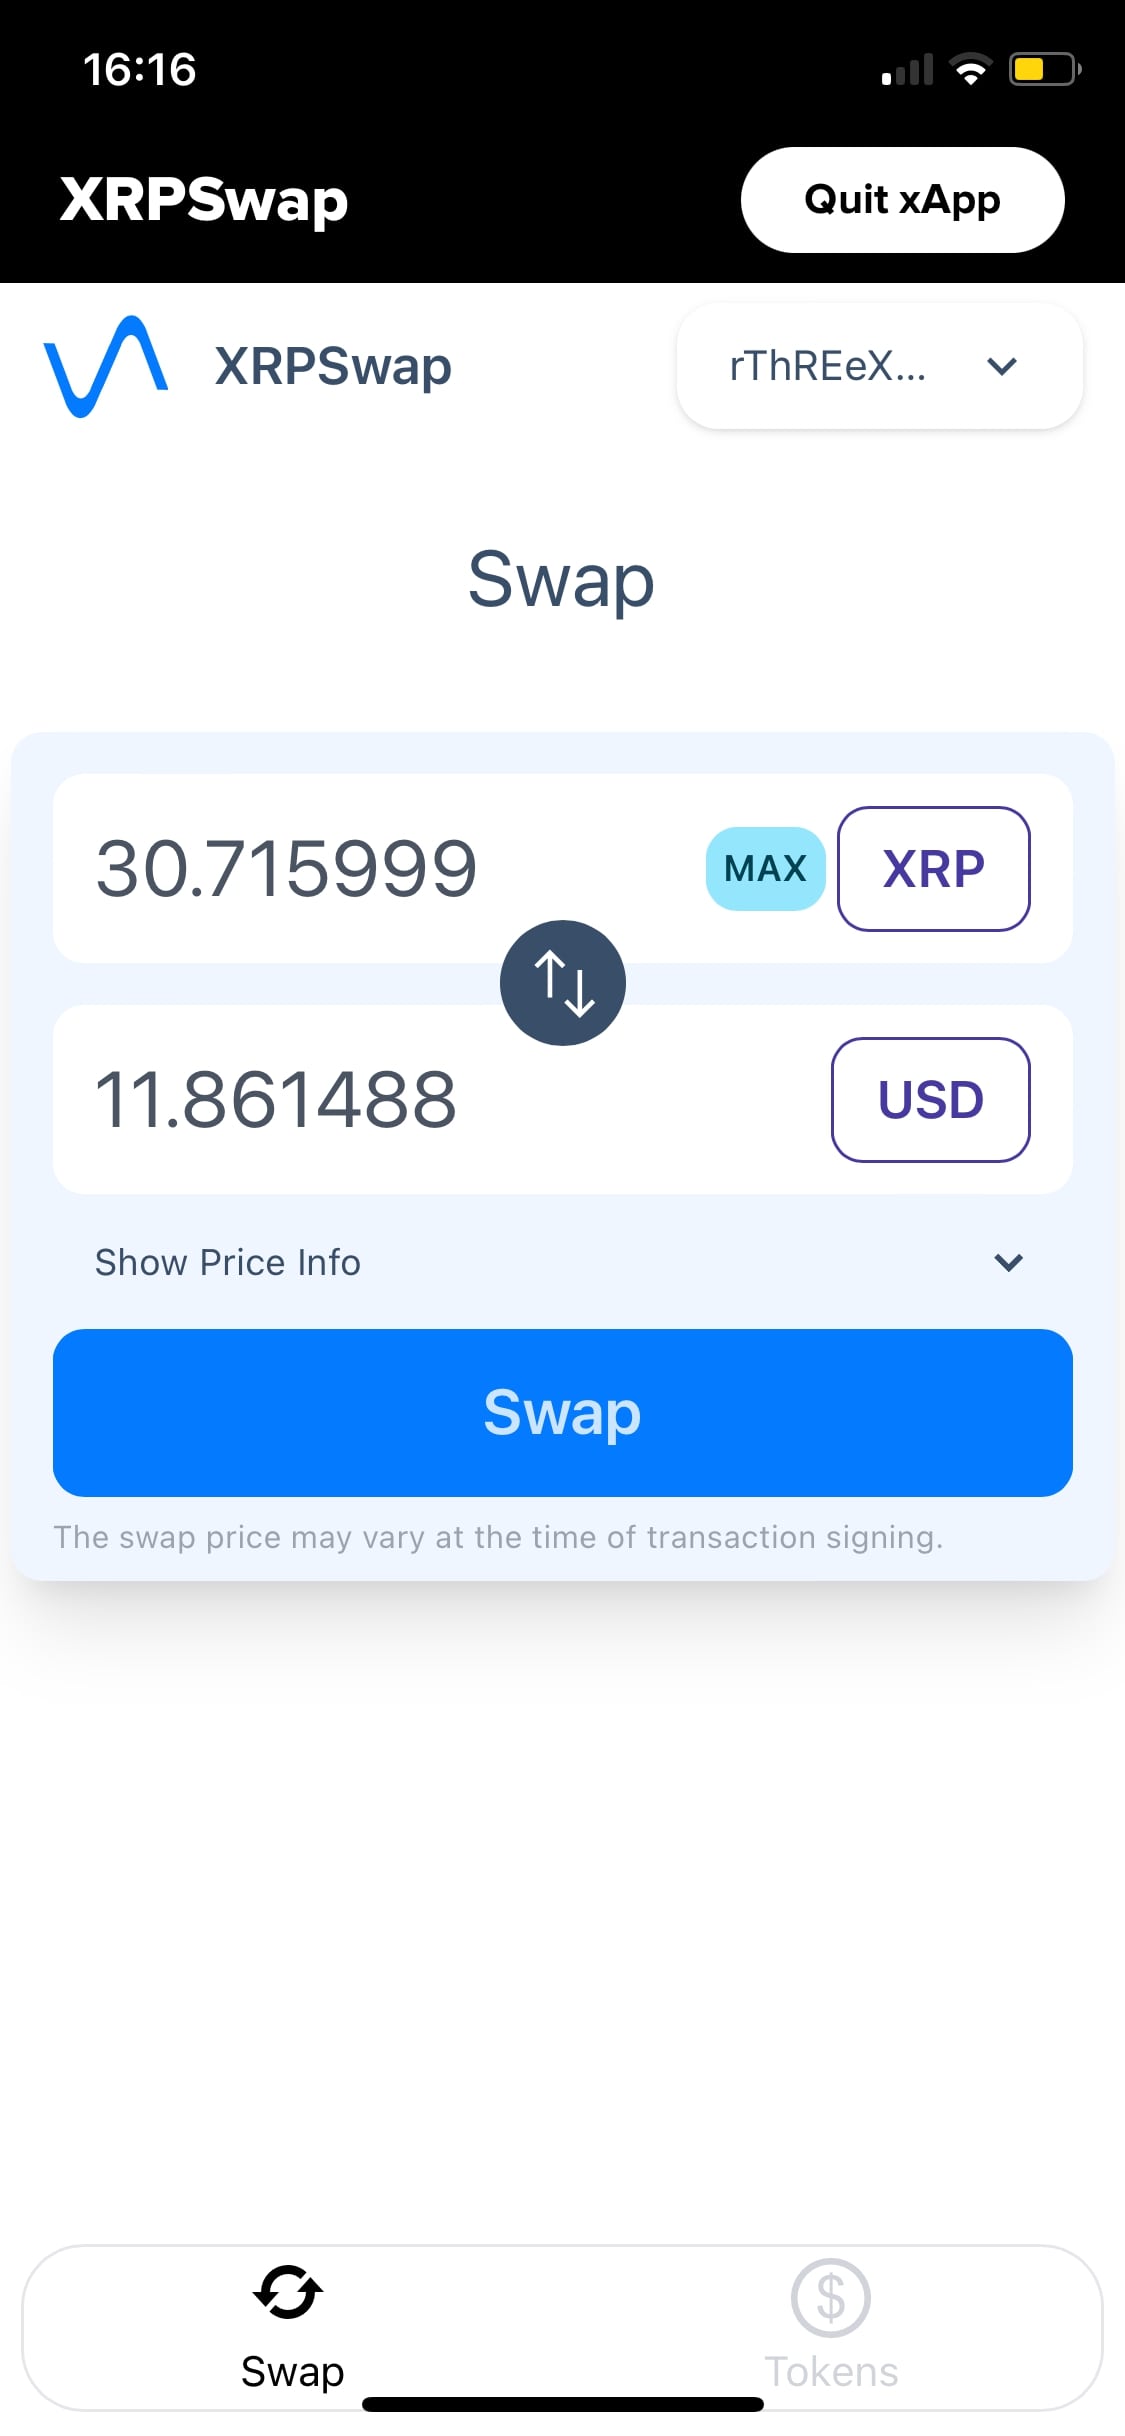 16:16
XRPSwap
Quit xApp
XRPSwap
rThREeX...
Swap
30.715999
MAX
XRP
11.861488
USD
Show Price Info
Swap
The swap price may vary at the time of transaction signing.
Swap
$
Tokens